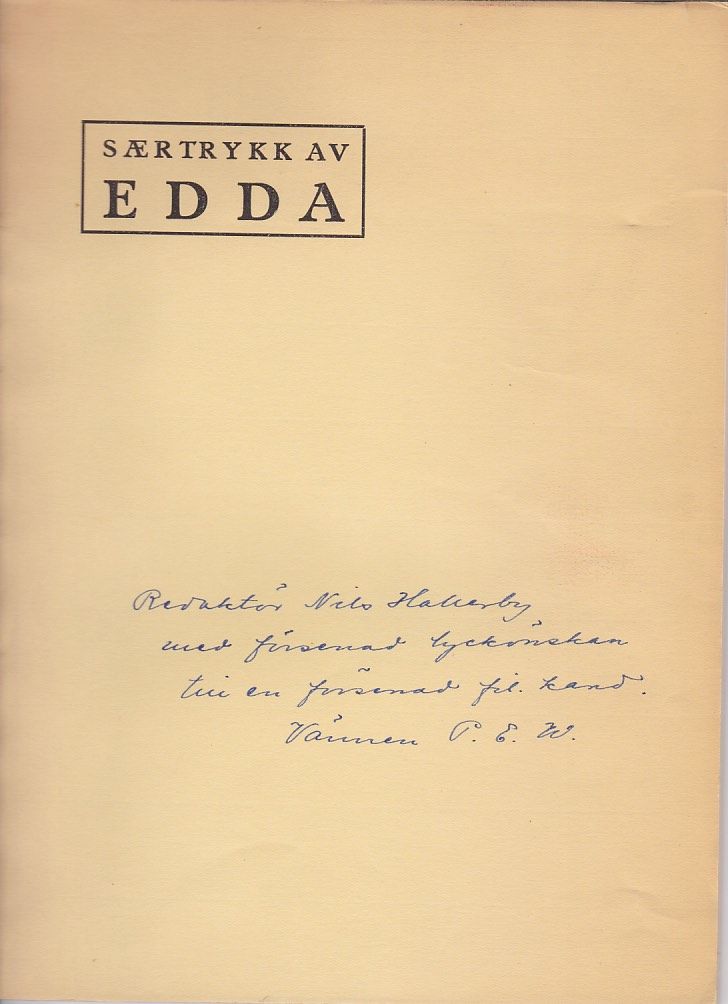 SÆRTRYKK AV
EDDA
Redaktör Nils Hallerby
med försenad lyckönskan
till en försenad fil. kand.
Vännen P. E. W.